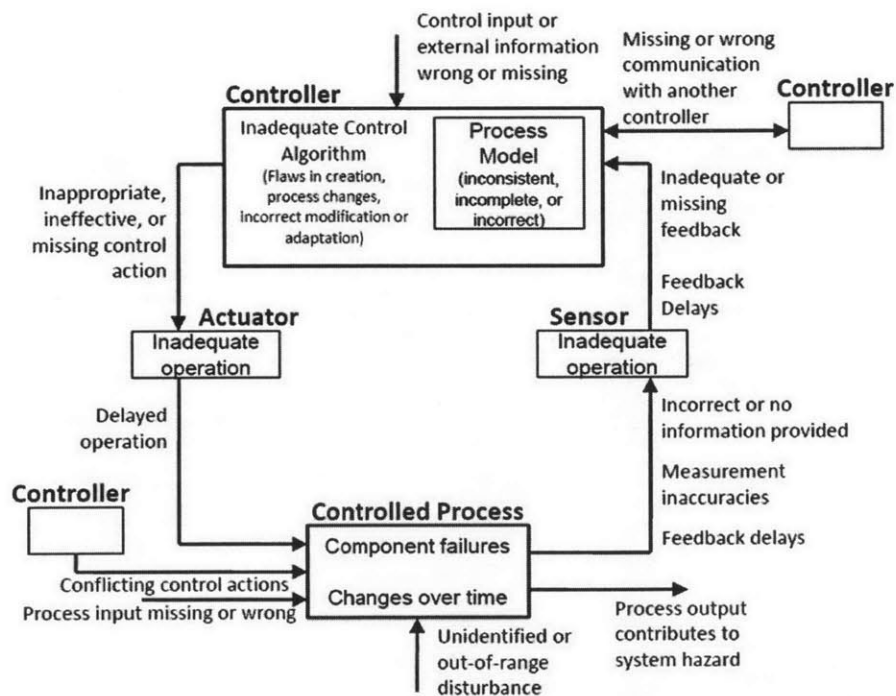 Control input or
external information
wrong or missing
Missing or wrong
communication
with another
controller
Controller
Controller
Inadequate Control
Algorithm
(Flaws in creation,
process changes,
incorrect modification or
adaptation)
Process
Model
(inconsistent,
incomplete, or
incorrect)
Inappropriate,
ineffective, or
missing control
action
Inadequate or
missing
feedback
Feedback
Delays
Actuator
Inadequate
operation
Sensor
Inadequate
operation
Delayed
operation
Incorrect or no
information provided
Measurement
inaccuracies
Feedback delays
Controller
Controlled Process
Component failures
Changes over time
Conflicting control actions
Process input missing or wrong
Process output
contributes to
system hazard
Unidentified or
out-of-range
disturbance